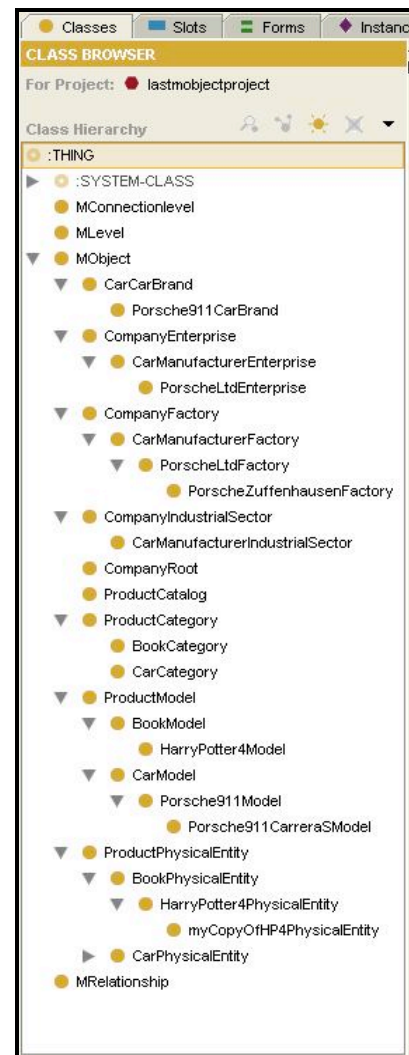 Classes Slots Forms Instanc
CLASS BROWSER
For Project: lastmobjectproject
Class Hierarchy
:THING
:SYSTEM-CLASS
MConnectionlevel
MLevel
MObject
CarCarBrand
Porsche911CarBrand
CompanyEnterprise
CarManufacturerEnterprise
PorscheLtdEnterprise
CompanyFactory
CarManufacturerFactory
PorscheLtdFactory
PorscheZuffenhausenFactory
CompanyIndustrialSector
CarManufacturerIndustrialSector
CompanyRoot
ProductCatalog
ProductCategory
BookCategory
CarCategory
ProductModel
BookModel
HarryPotter4Model
CarModel
Porsche911Model
Porsche911CarreraSModel
ProductPhysicalEntity
BookPhysicalEntity
HarryPotter4PhysicalEntity
myCopyOfHP4PhysicalEntity
CarPhysicalEntity
MRelationship